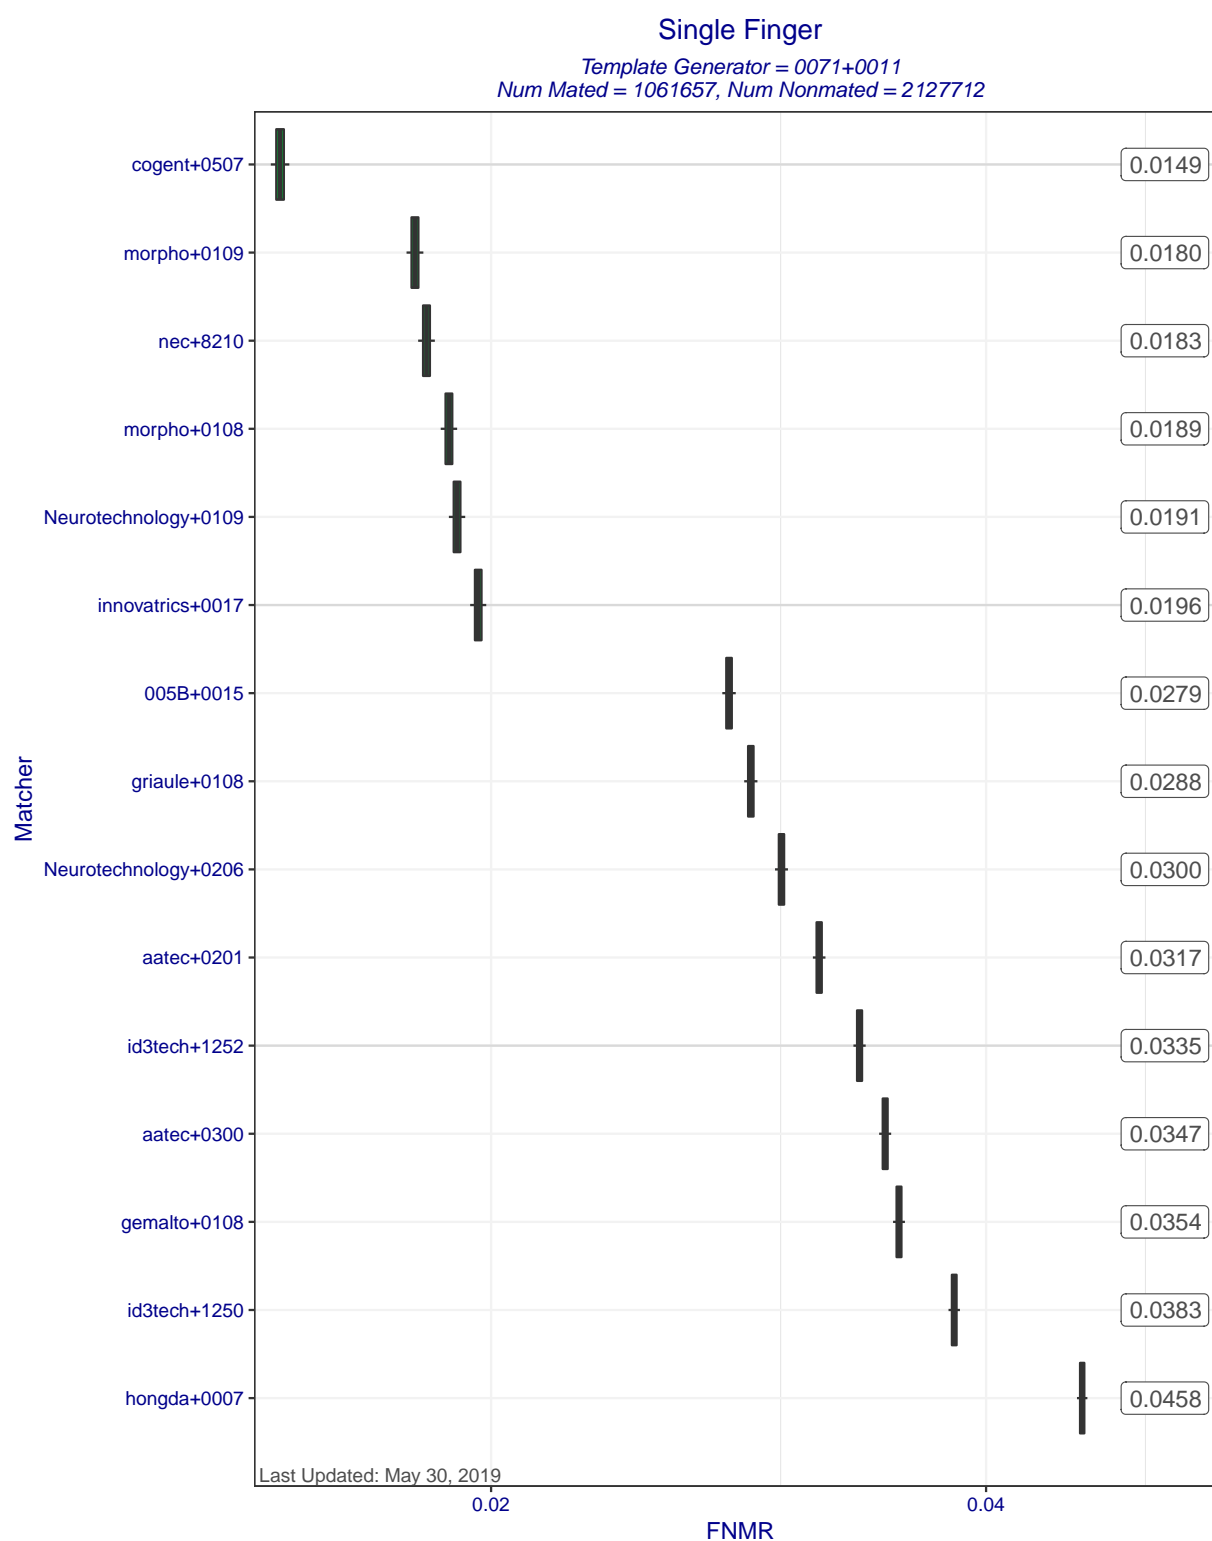 Single Finger
Template Generator = 0071+0011
Num Mated = 1061657, Num Nonmated = 2127712
cogent+0507 0.0149
morpho+0109 0.0180
nec+8210 0.0183
morpho+0108 0.0189
Neurotechnology+0109 0.0191
innovatrics+0017 0.0196
005B+0015 0.0279
griaule+0108 0.0288
Neurotechnology+0206 0.0300
aatec+0201 0.0317
id3tech+1252 0.0335
aatec+0300 0.0347
gemalto+0108 0.0354
id3tech+1250 0.0383
hongda+0007 0.0458
Matcher
Last Updated: May 30, 2019
0.02 0.04
FNMR